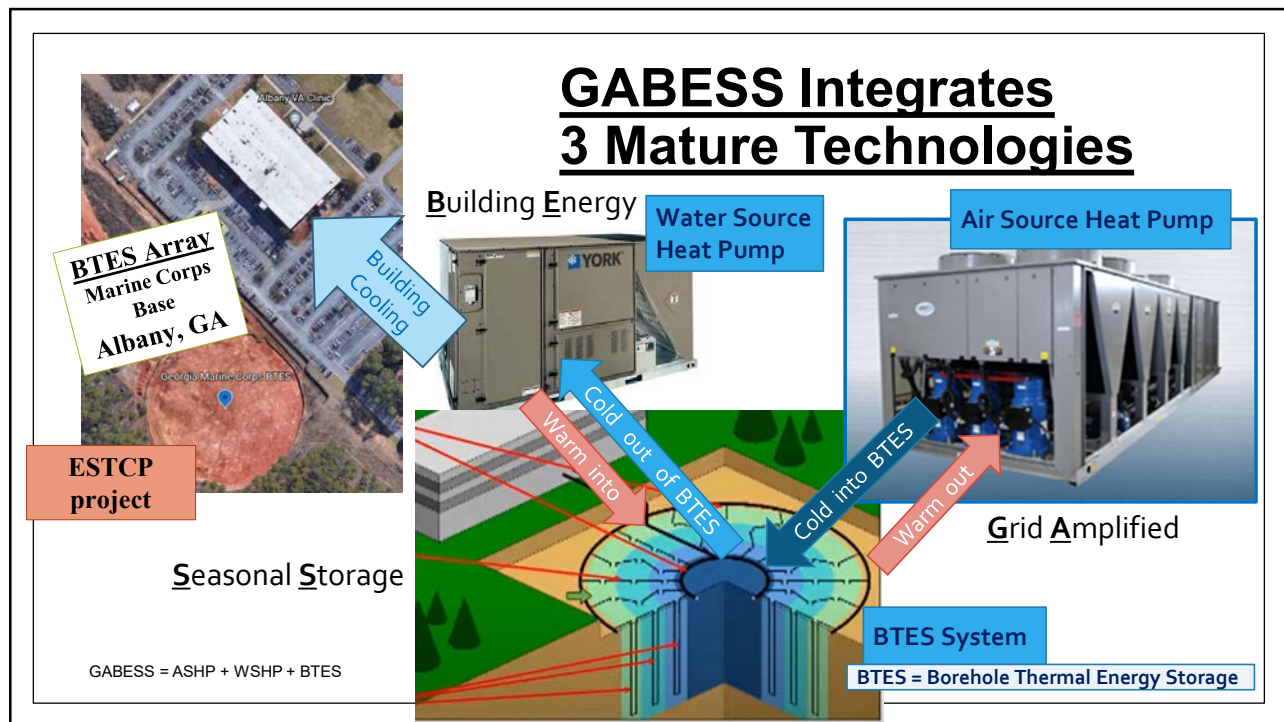 GABESS Integrates
3 Mature Technologies
Albany VA Clinic
BTES Array
Marine Corps
Base
Albany, GA
Georgia Marine Corps BTES
ESTCP
project
Seasonal Storage
GABESS = ASHP + WSHP + BTES
Building Energy
Water Source
Heat Pump
YORK
Building
Cooling
Air Source Heat Pump
Warm into
Cold out of BTES
Cold into BTES
Warm out
Grid Amplified
BTES System
BTES = Borehole Thermal Energy Storage